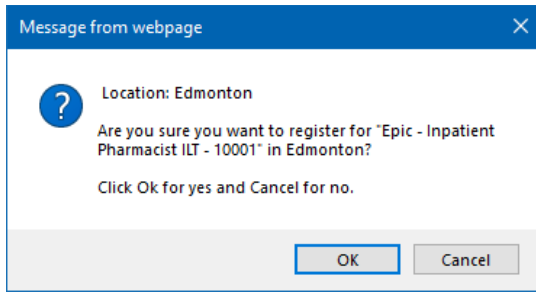 Message from webpage
Location: Edmonton
Are you sure you want to register for "Epic - Inpatient
Pharmacist ILT - 10001" in Edmonton?
Click Ok for yes and Cancel for no.
OK Cancel